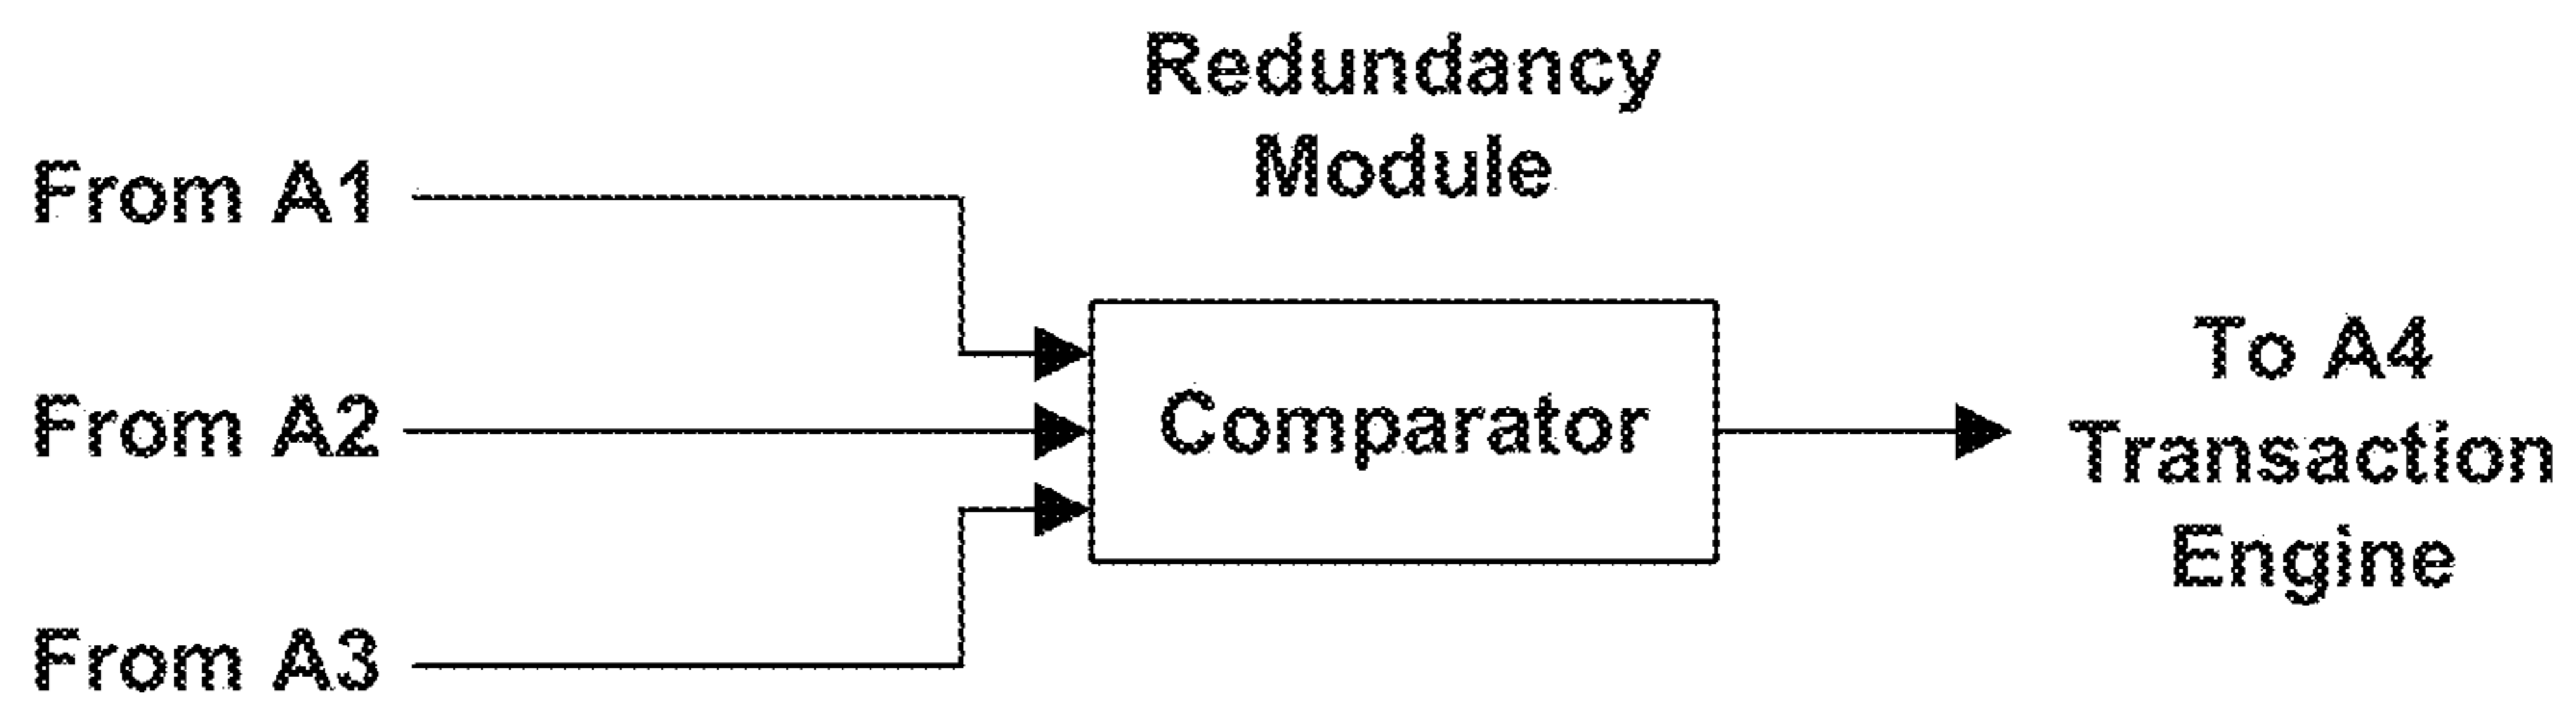 Redundancy
Module
From A1
From A2
From A3
Comparator
To A4
Transaction
Engine